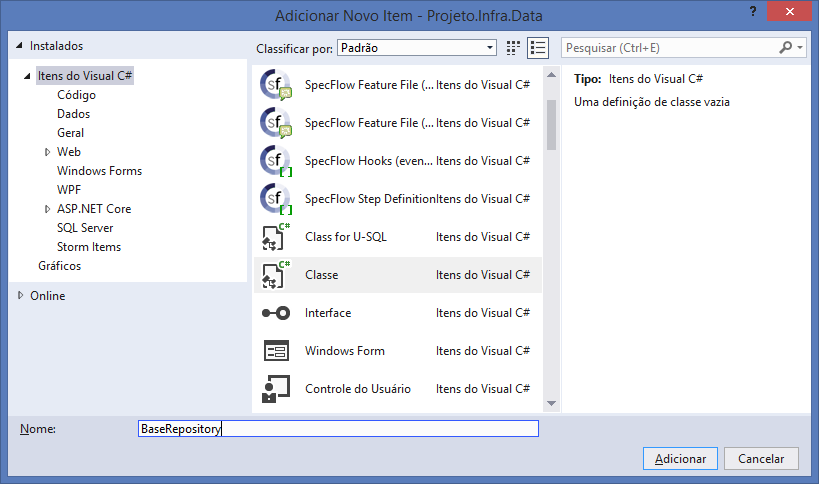 Adicionar Novo Item - Projeto.Infra.Data
Instalados
Itens do Visual C#
Código
Dados
Geral
Web
Windows Forms
WPF
ASP.NET Core
SQL Server
Storm Items
Gráficos
Online
Classificar por: Padrão
Pesquisar (Ctrl+E)
SpecFlow Feature File (... Itens do Visual C#
SpecFlow Feature File (... Itens do Visual C#
SpecFlow Hooks (even... Itens do Visual C#
SpecFlow Step Definition Itens do Visual C#
Class for U-SQL Itens do Visual C#
Classe Itens do Visual C#
Interface Itens do Visual C#
Windows Form Itens do Visual C#
Controle do Usuário Itens do Visual C#
Tipo: Itens do Visual C#
Uma definição de classe vazia
Nome: BaseRepository
Adicionar Cancelar